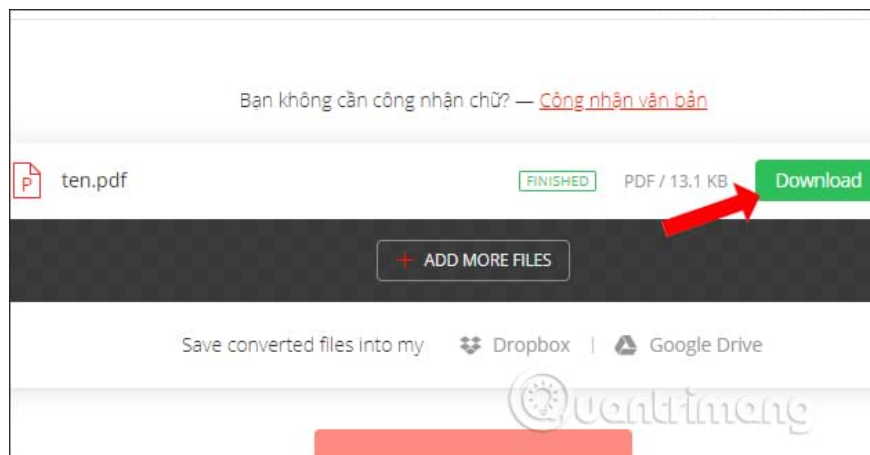 Bạn không cần công nhận chữ? — Công nhận văn bản
ten.pdf FINISHED PDF / 13.1 KB Download
+ ADD MORE FILES
Save converted files into my Dropbox | Google Drive
Quantrimang